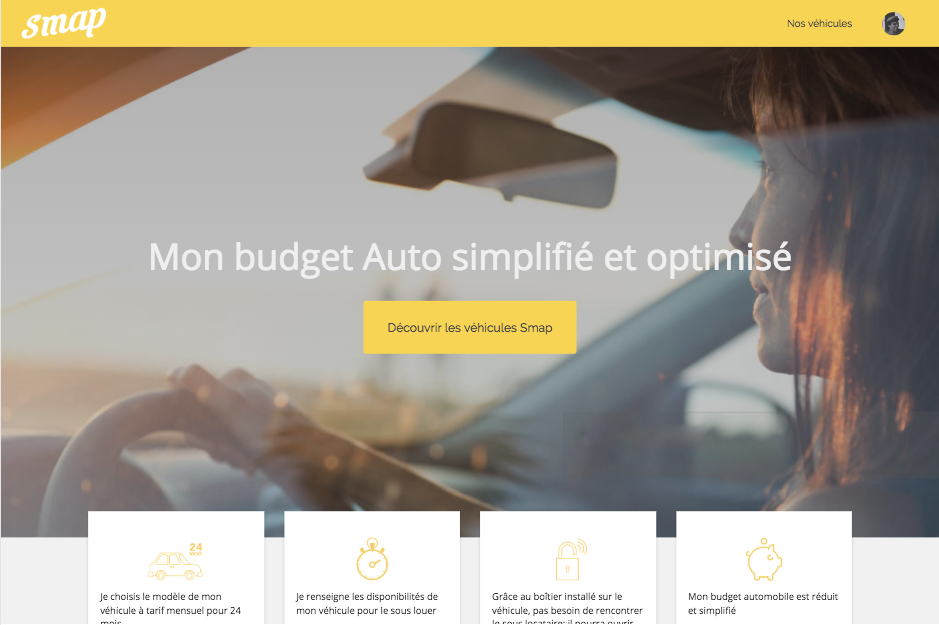 Smap
Nos véhicules
Mon budget Auto simplifié et optimisé
Découvrir les véhicules Smap
24
Je choisis le modèle de mon
véhicule à tarif mensuel pour 24
mois
Je renseigne les disponibilités de
mon véhicule pour le sous louer
Grâce au boîtier installé sur le
véhicule, pas besoin de rencontrer
le sous locataire: il pourra ouvrir
Mon budget automobile est réduit
et simplifié